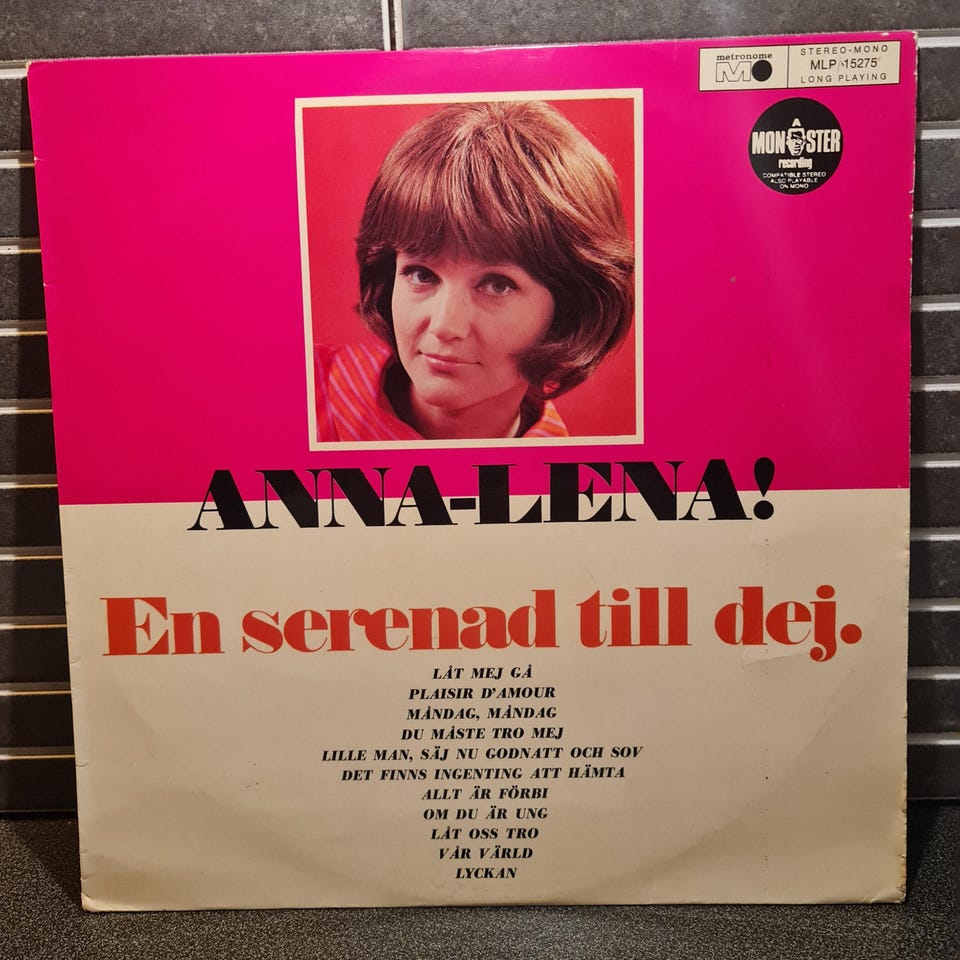 metronome
STEREO-MONO
MLP 15275
LONG PLAYING
A
MONSTER
recording
COMPATIBLE STEREO
ALSO PLAYABLE
ON MONO
ANNA-LENA!
En serenad till dej.
LÅT MEJ GÅ
PLAISIR D'AMOUR
MÅNDAG, MÅNDAG
DU MÅSTE TRO MEJ
LILLE MAN, SÄJ NU GODNATT OCH SOV
DET FINNS INGENTING ATT HÄMTA
ALLT ÄR FÖRBI
OM DU ÄR UNG
LÅT OSS TRO
VÅR VÄRLD
LYCKAN